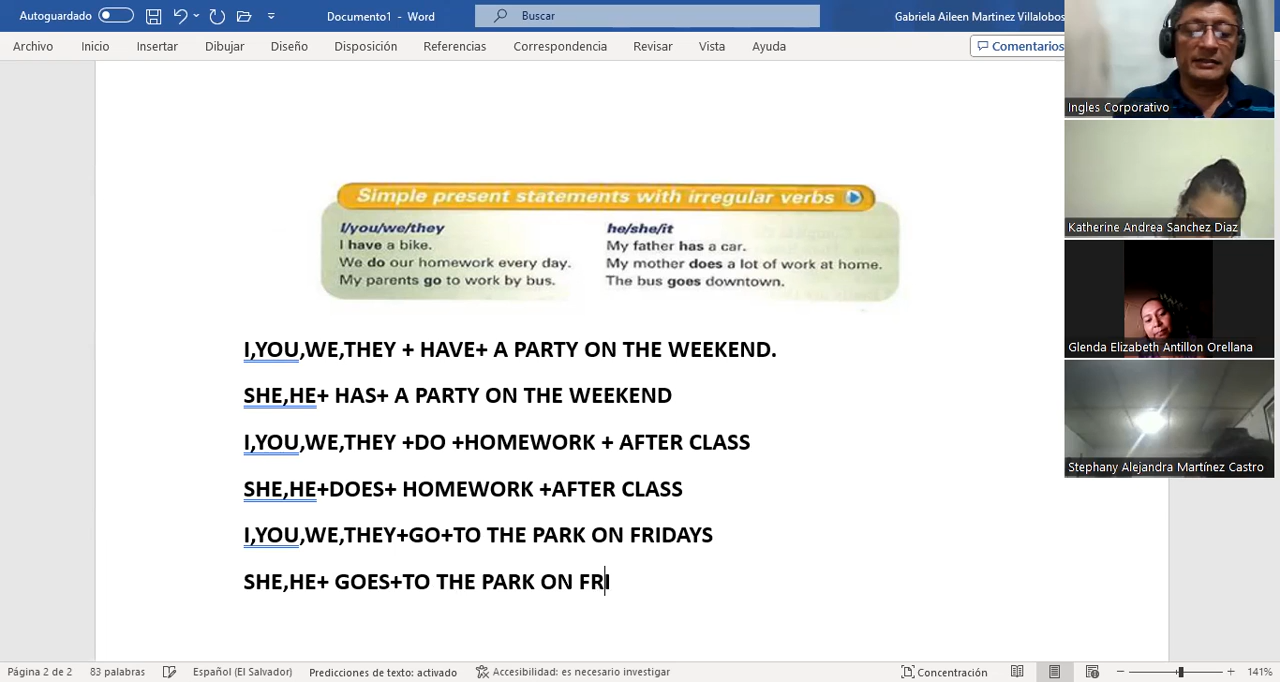 Autoguardado
Documento1 - Word
Buscar
Gabriela Aileen Martinez Villalobos
Archivo Inicio Insertar Dibujar Diseño Disposición Referencias Correspondencia Revisar Vista Ayuda
Comentarios
Simple present statements with irregular verbs
I/you/we/they
I have a bike.
We do our homework every day.
My parents go to work by bus.
he/she/it
My father has a car.
My mother does a lot of work at home.
The bus goes downtown.
I,YOU,WE,THEY + HAVE+ A PARTY ON THE WEEKEND.
SHE,HE+ HAS+ A PARTY ON THE WEEKEND
I,YOU,WE,THEY +DO +HOMEWORK + AFTER CLASS
SHE,HE+DOES+ HOMEWORK +AFTER CLASS
I,YOU,WE,THEY+GO+TO THE PARK ON FRIDAYS
SHE,HE+ GOES+TO THE PARK ON FRI
Ingles Corporativo
Katherine Andrea Sanchez Diaz
Glenda Elizabeth Antillon Orellana
Stephany Alejandra Martínez Castro
Página 2 de 2 83 palabras Español (El Salvador) Predicciones de texto: activado Accesibilidad: es necesario investigar Concentración 141%